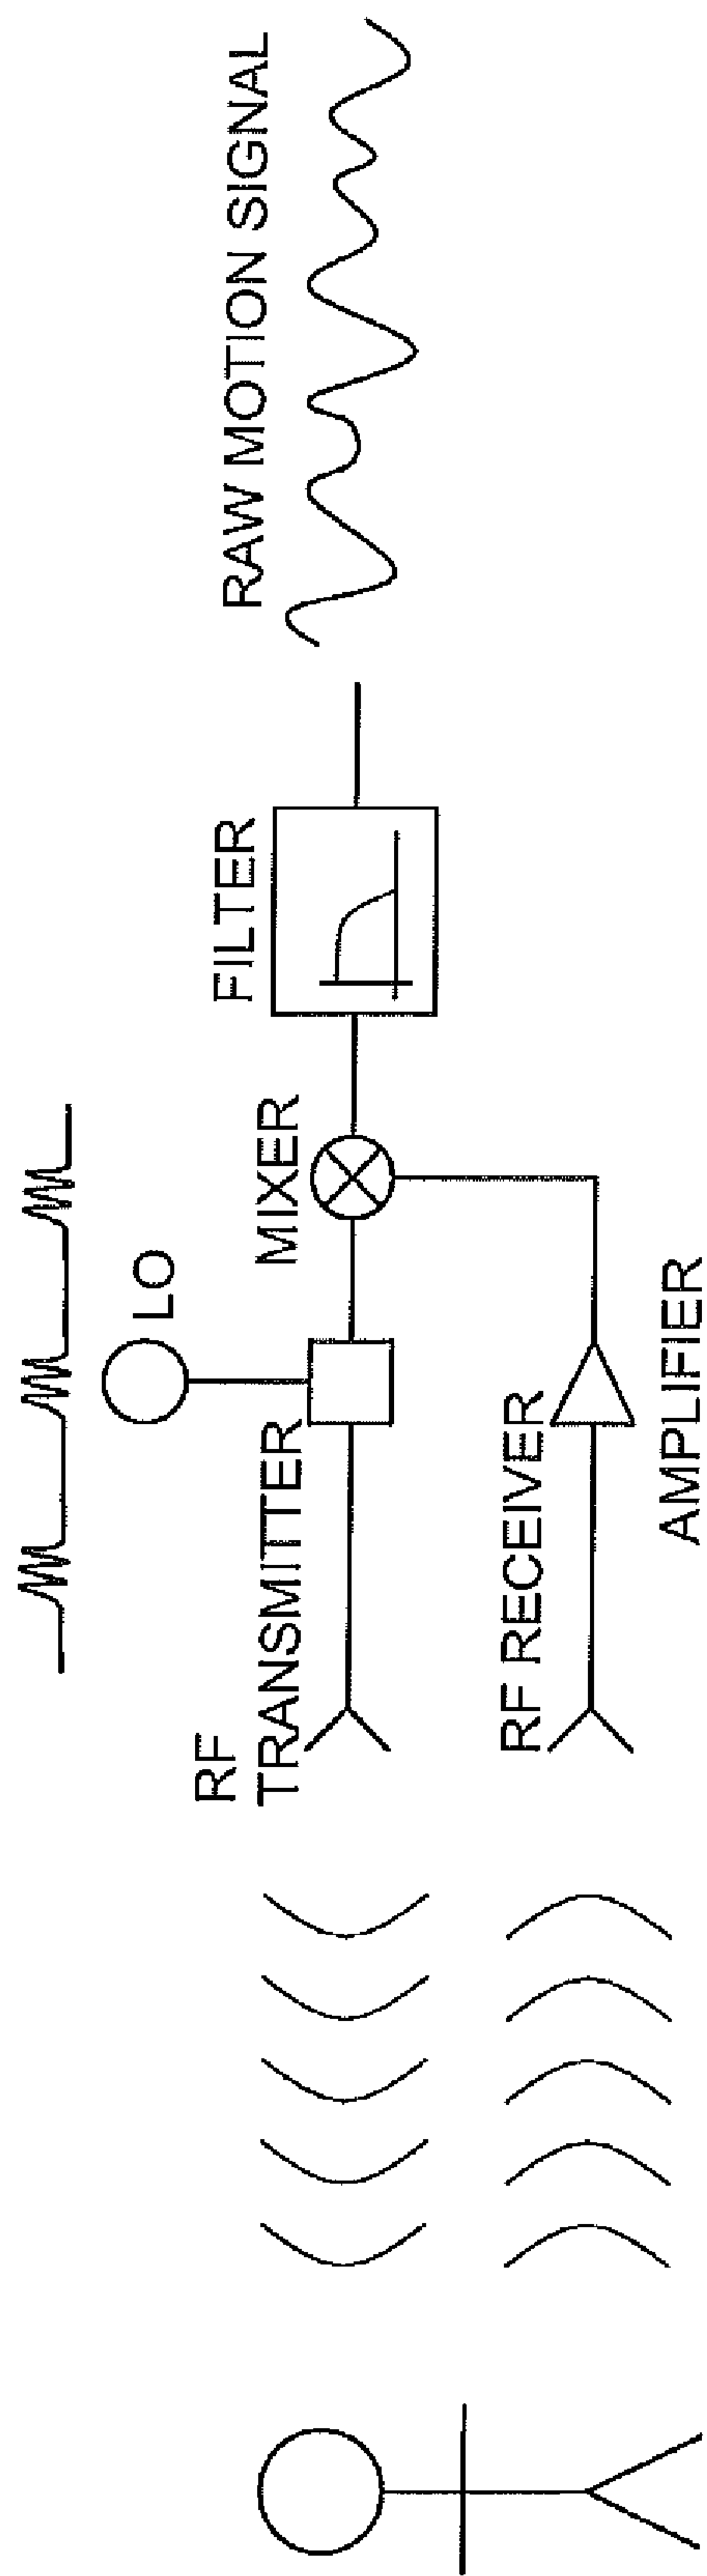 RF
TRANSMITTER
LO
MIXER
FILTER
RAW MOTION SIGNAL
RF RECEIVER
AMPLIFIER